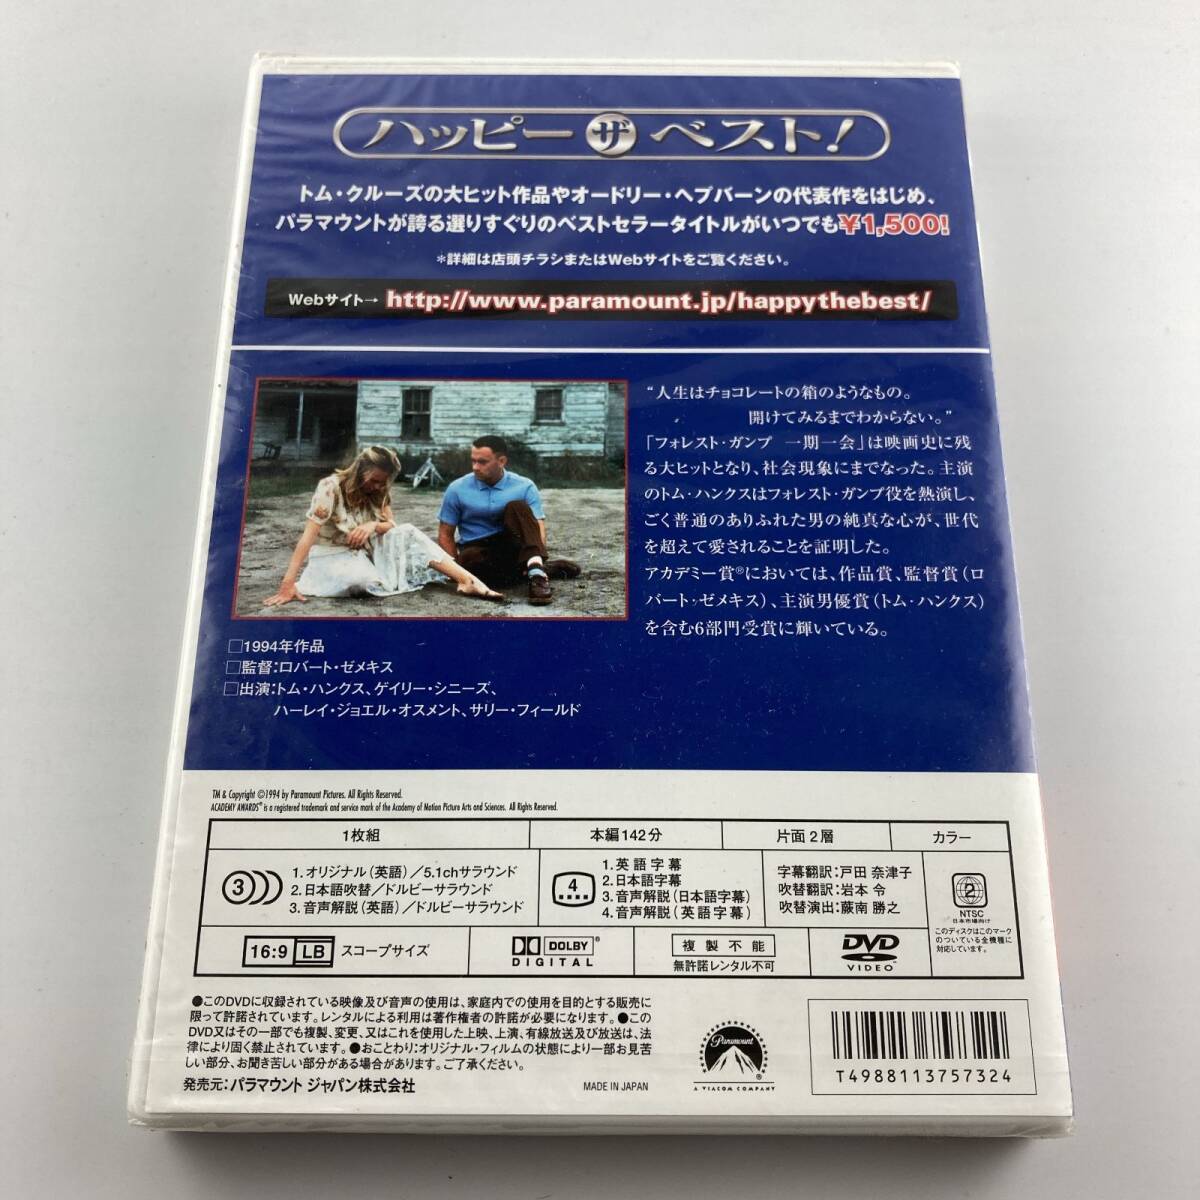 ハッピー ザ ベスト!
トム・クルーズの大ヒット作品やオードリー・ヘプバーンの代表作をはじめ、
パラマウントが誇る選りすぐりのベストセラータイトルがいつでも¥1,500!
*詳細は店頭チラシまたはWebサイトをご覧ください。
Webサイト→ http://www.paramount.jp/happythebest/
“人生はチョコレートの箱のようなもの。
開けてみるまでわからない。”
「フォレスト・ガンプ 一期一会」は映画史に残
る大ヒットとなり、社会現象にまでなった。主演
のトム・ハンクスはフォレスト・ガンプ役を熱演し、
ごく普通のありふれた男の純真な心が、世代
を超えて愛されることを証明した。
アカデミー賞®においては、作品賞、監督賞(ロ
バート・ゼメキス)、主演男優賞(トム・ハンクス)
を含む6部門受賞に輝いている。
□1994年作品
□監督:ロバート・ゼメキス
□出演:トム・ハンクス、ゲイリー・シニーズ、
ハーレイ・ジョエル・オスメント、サリー・フィールド
TM & Copyright ©1994 by Paramount Pictures. All Rights Reserved.
ACADEMY AWARDS® is a registered trademark and service mark of the Academy of Motion Picture Arts and Sciences. All Rights Reserved.
1枚組 本編142分 片面2層 カラー
3
1.オリジナル(英語)/5.1chサラウンド
2.日本語吹替/ドルビーサラウンド
3.音声解説(英語)/ドルビーサラウンド
4
1.英語字幕
2.日本語字幕
3.音声解説(日本語字幕)
4.音声解説(英語字幕)
字幕翻訳:戸田 奈津子
吹替翻訳:岩本 令
吹替演出:蕨南 勝之
2
NTSC
日本市場向け
このディスクはこのマーク
のついている全機種に
対応しています。
16:9 LB スコープサイズ
DOLBY®
DIGITAL
複製不能
無許諾レンタル不可
DVD
VIDEO
●このDVDに収録されている映像及び音声の使用は、家庭内での使用を目的とする販売に
限って許諾されています。レンタルによる利用は著作権者の許諾が必要になります。●この
DVD又はその一部でも複製、変更、又はこれを使用した上映、上演、有線放送及び放送は、法
律により固く禁止されています。●おことわり:オリジナル・フィルムの状態により一部お見苦
しい部分、お聞き苦しい部分がある場合があります。ご了承ください。
発売元:パラマウント ジャパン株式会社
MADE IN JAPAN
Paramount
A VIACOM COMPANY
T4988113757324